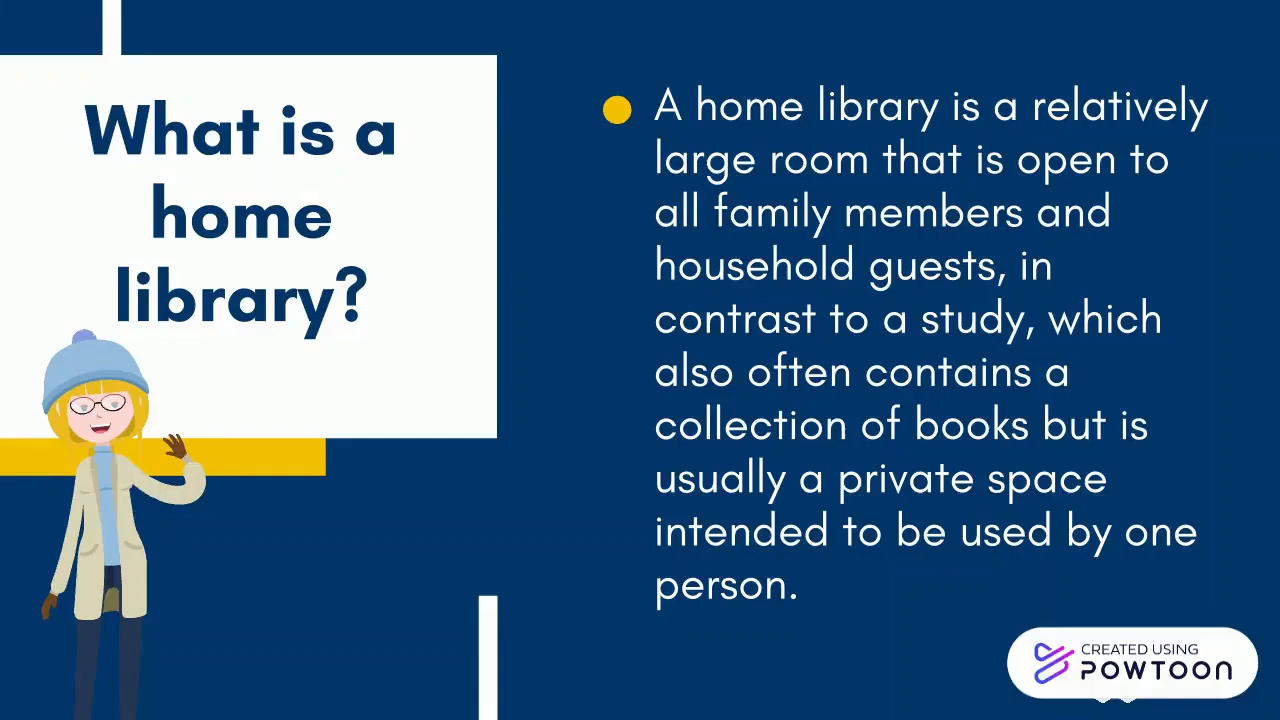 What is a
home
library?
A home library is a relatively
large room that is open to
all family members and
household guests, in
contrast to a study, which
also often contains a
collection of books but is
usually a private space
intended to be used by one
person.
CREATED USING
POWTOON